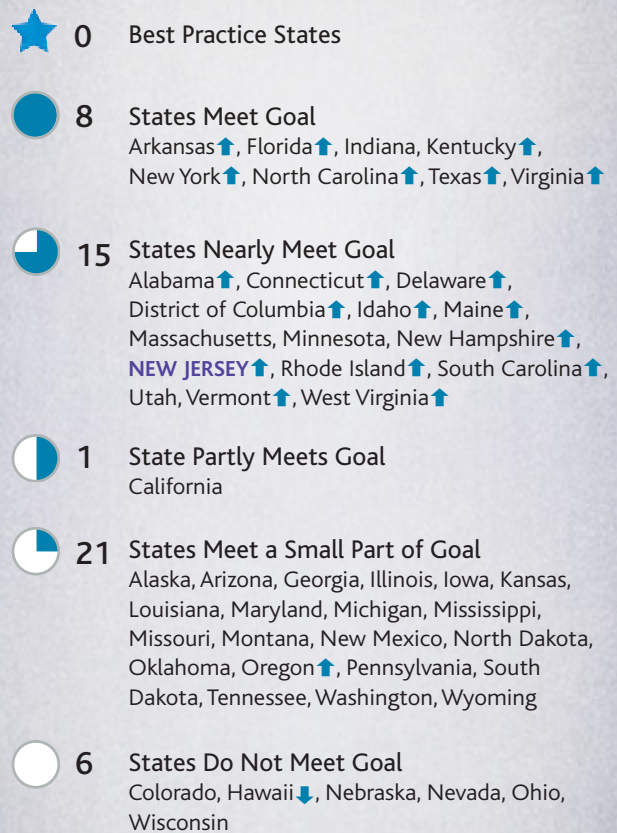 0 Best Practice States
8 States Meet Goal
Arkansas⬆, Florida⬆, Indiana, Kentucky⬆,
New York⬆, North Carolina⬆, Texas⬆, Virginia⬆
15 States Nearly Meet Goal
Alabama⬆, Connecticut⬆, Delaware⬆,
District of Columbia⬆, Idaho⬆, Maine⬆,
Massachusetts, Minnesota, New Hampshire⬆,
NEW JERSEY⬆, Rhode Island⬆, South Carolina⬆,
Utah, Vermont⬆, West Virginia⬆
1 State Partly Meets Goal
California
21 States Meet a Small Part of Goal
Alaska, Arizona, Georgia, Illinois, Iowa, Kansas,
Louisiana, Maryland, Michigan, Mississippi,
Missouri, Montana, New Mexico, North Dakota,
Oklahoma, Oregon⬆, Pennsylvania, South
Dakota, Tennessee, Washington, Wyoming
6 States Do Not Meet Goal
Colorado, Hawaii⬇, Nebraska, Nevada, Ohio,
Wisconsin